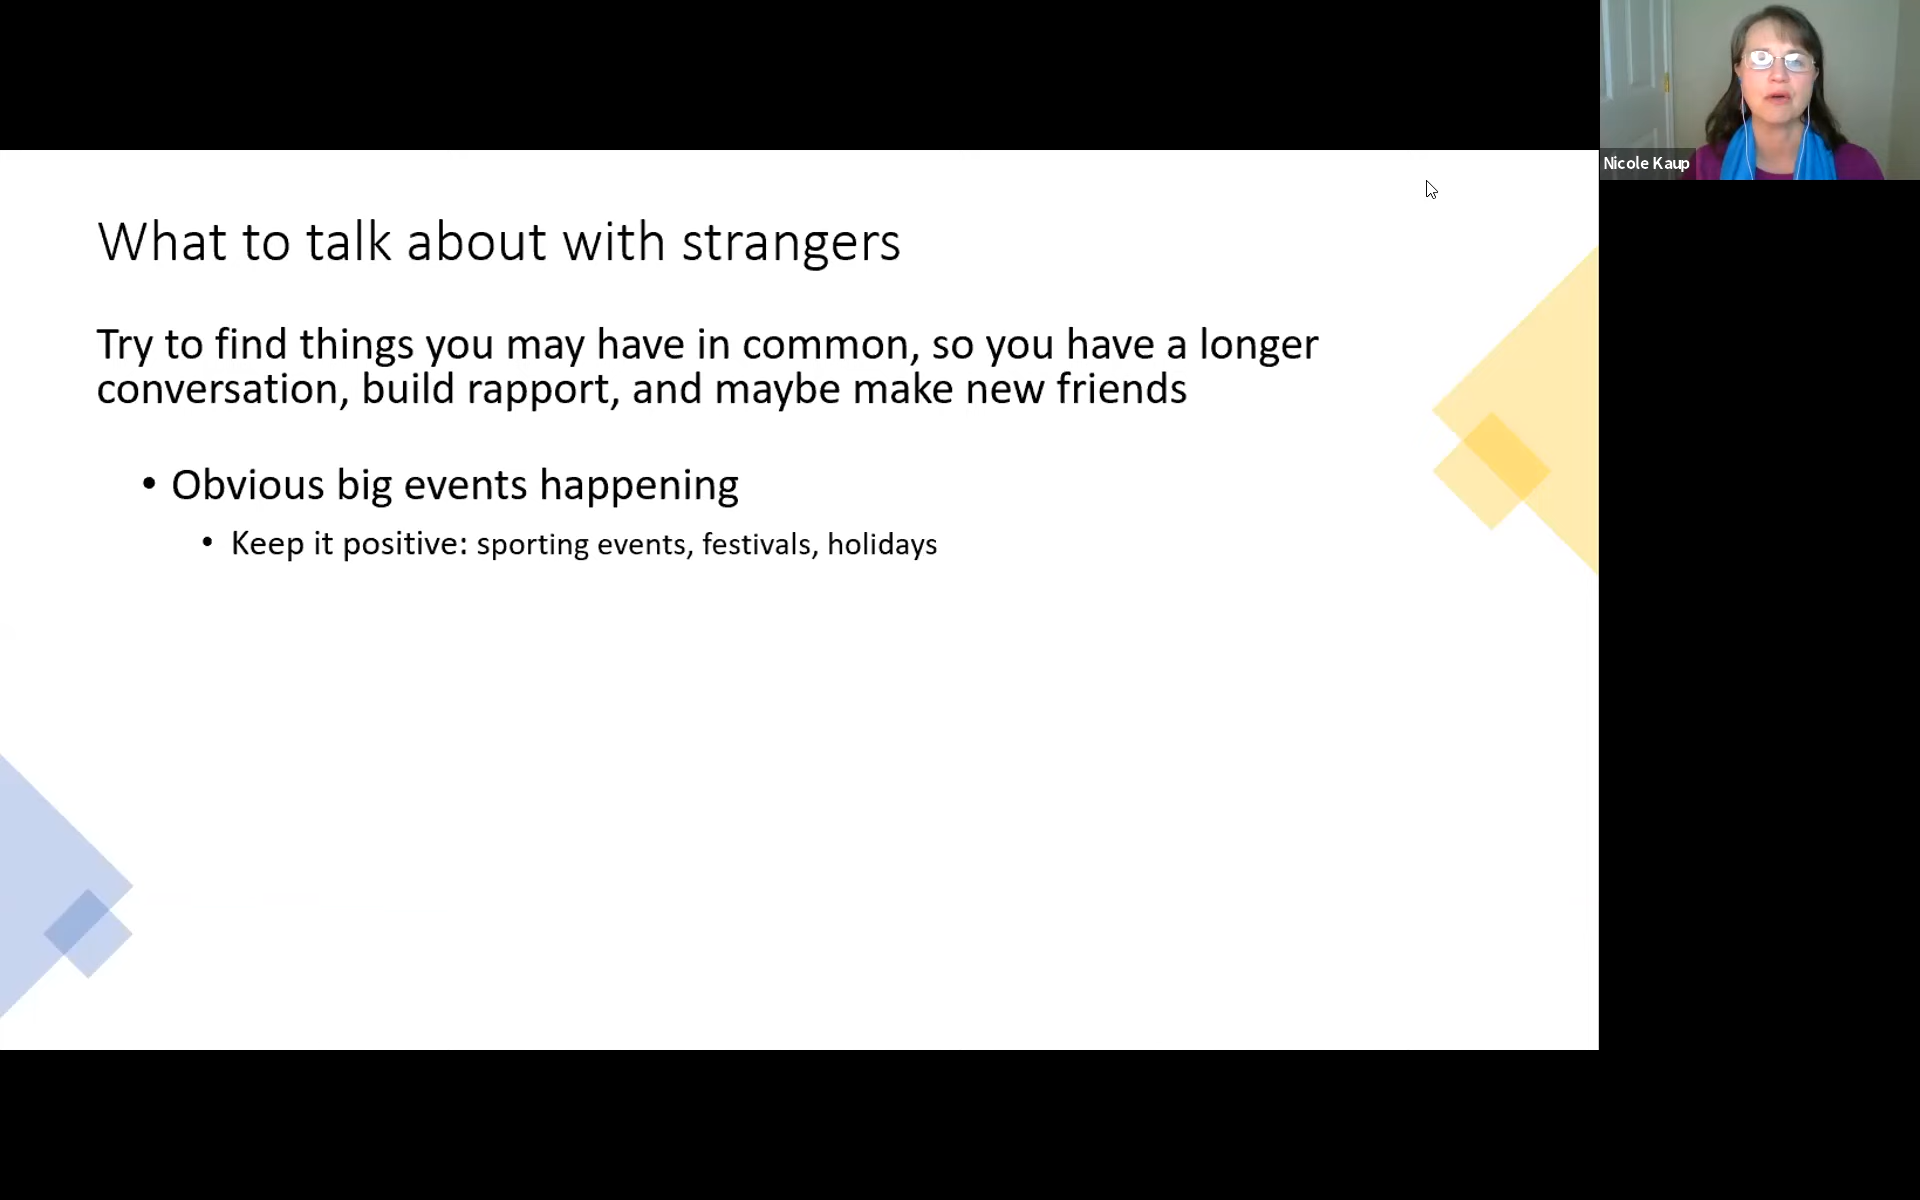 What to talk about with strangers
Try to find things you may have in common, so you have a longer
conversation, build rapport, and maybe make new friends
• Obvious big events happening
• Keep it positive: sporting events, festivals, holidays
Nicole Kaup